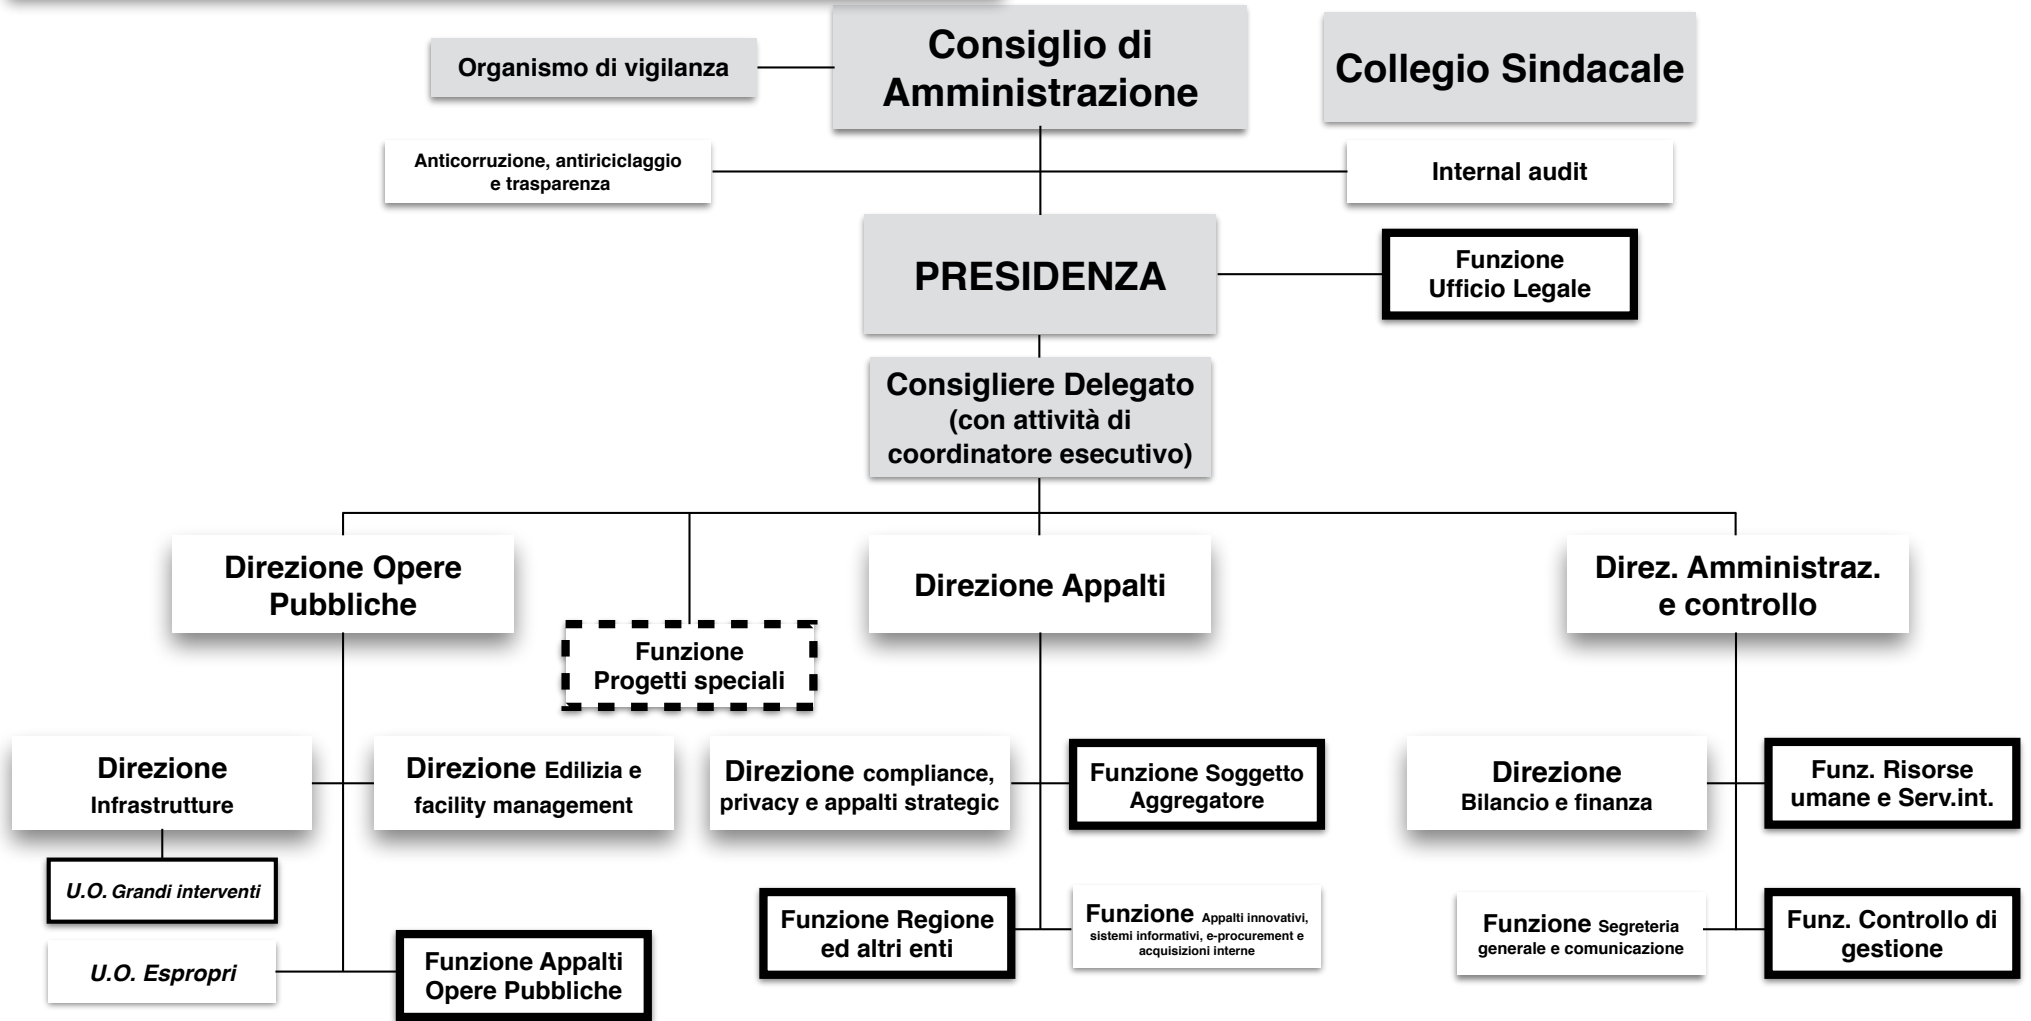 Consiglio di
Amministrazione
Organismo di vigilanza
Collegio Sindacale
Anticorruzione, antiriciclaggio
e trasparenza
Internal audit
PRESIDENZA
Funzione
Ufficio Legale
Consigliere Delegato
(con attività di
coordinatore esecutivo)
Direzione Opere
Pubbliche
Funzione
Progetti speciali
Direzione Appalti
Direz. Amministraz.
e controllo
Direzione
Infrastrutture
Direzione Edilizia e
facility management
Direzione compliance,
privacy e appalti strategic
Funzione Soggetto
Aggregatore
Direzione
Bilancio e finanza
Funz. Risorse
umane e Serv.int.
U.O. Grandi interventi
U.O. Espropri
Funzione Appalti
Opere Pubbliche
Funzione Regione
ed altri enti
Funzione Appalti innovativi,
sistemi informativi, e-procurement e
acquisizioni interne
Funzione Segreteria
generale e comunicazione
Funz. Controllo di
gestione